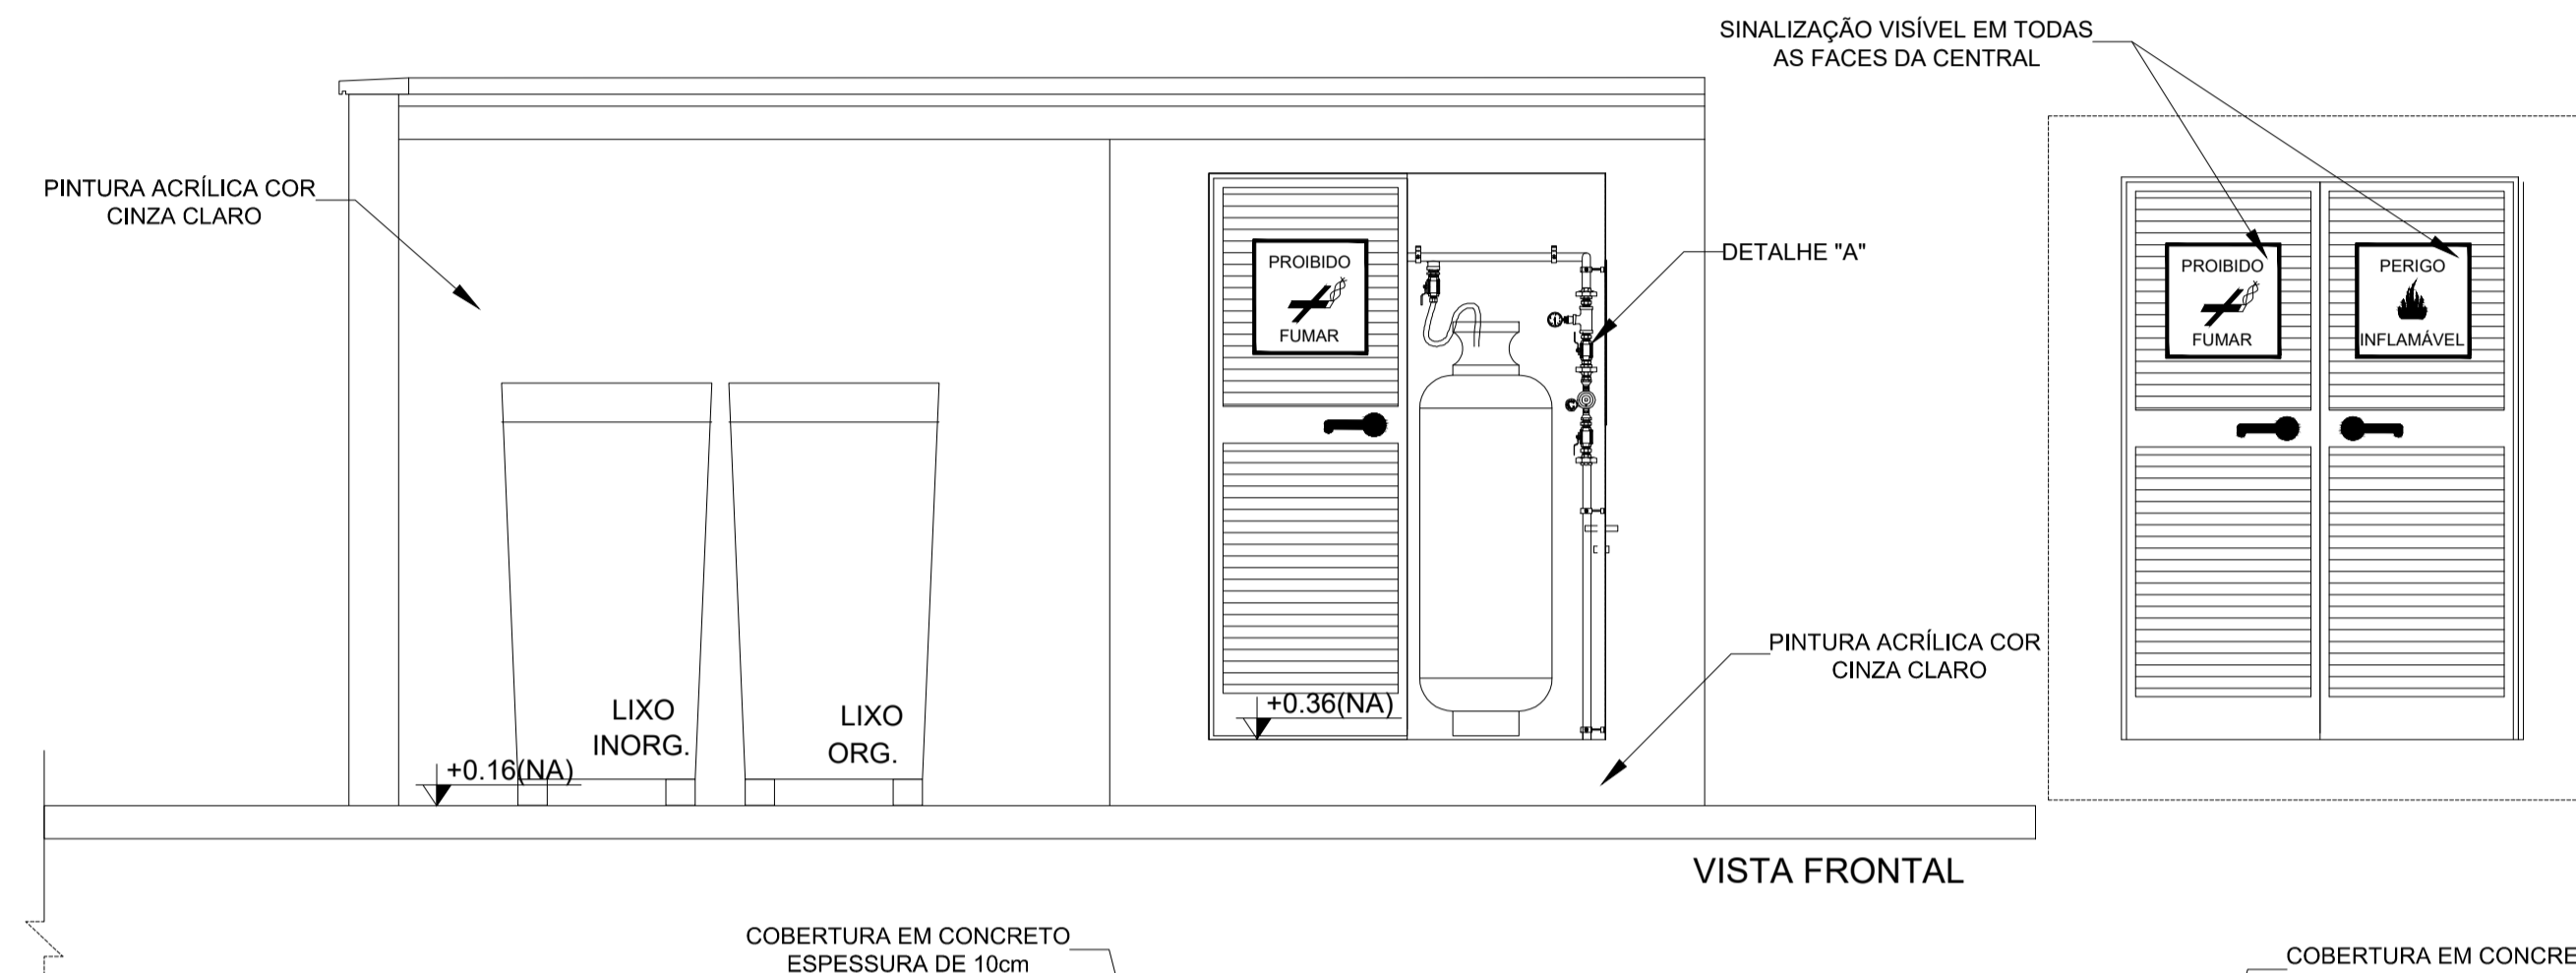 SINALIZAÇÃO VISÍVEL EM TODAS
AS FACES DA CENTRAL
PINTURA ACRÍLICA COR
CINZA CLARO
PROIBIDO
FUMAR
DETALHE "A"
PROIBIDO
FUMAR
PERIGO
INFLAMÁVEL
PINTURA ACRÍLICA COR
CINZA CLARO
LIXO
INORG.
LIXO
ORG.
+0.36(NA)
+0.16(NA)
VISTA FRONTAL
COBERTURA EM CONCRETO
ESPESSURA DE 10cm
COBERTURA EM CONCRE